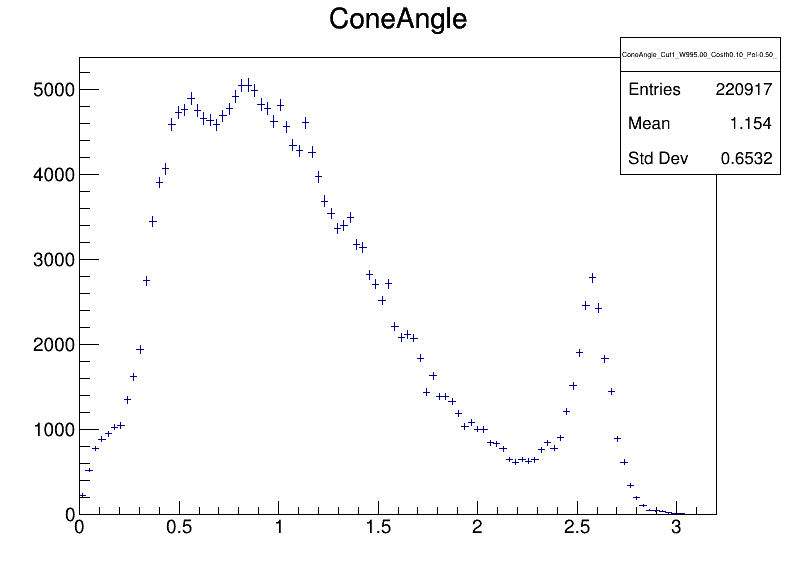 ConeAngle
ConeAngle_Cut1_W995.00_Costh0.10_Pol-0.50_
Entries 220917
Mean 1.154
Std Dev 0.6532
5000
4000
3000
2000
1000
0
0 0.5 1 1.5 2 2.5 3